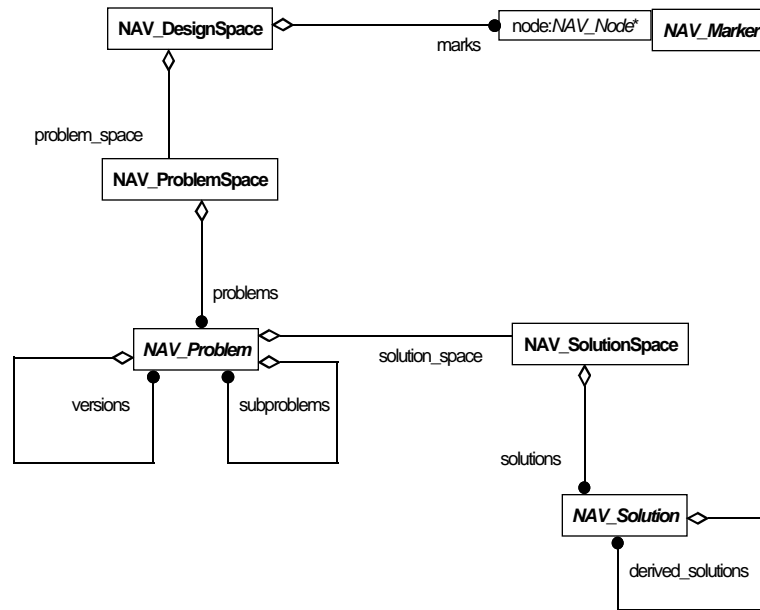 NAV_DesignSpace
node:NAV_Node*
NAV_Marker
marks
problem_space
NAV_ProblemSpace
problems
NAV_Problem
solution_space
NAV_SolutionSpace
versions
subproblems
solutions
NAV_Solution
derived_solutions